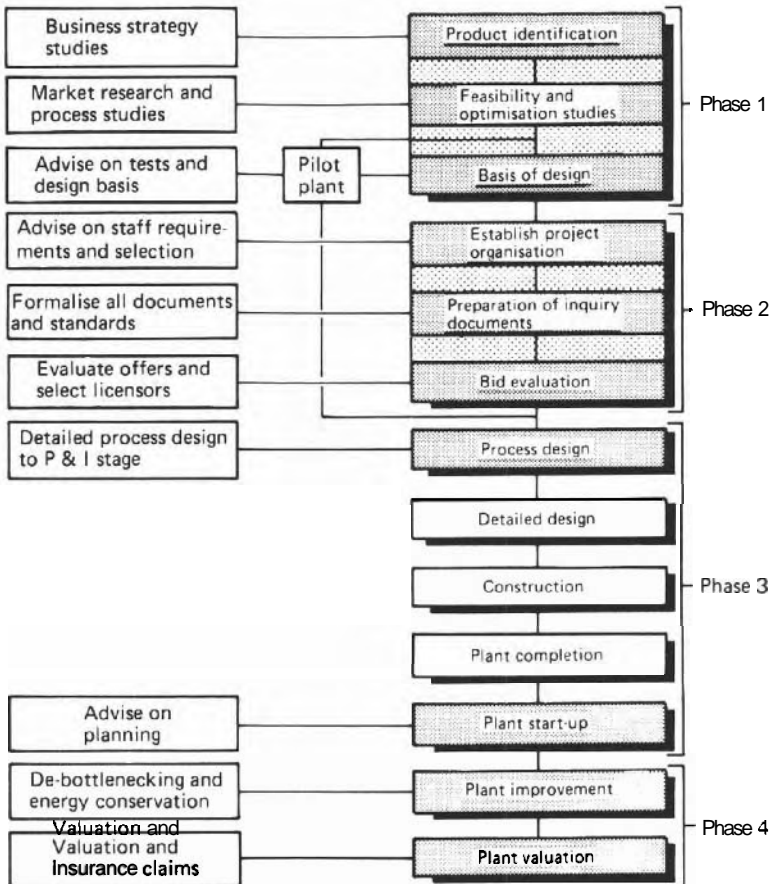 Business strategy
studies
Product identification
Market research and
process studies
Feasibility and
optimisation studies
Phase 1
Advise on tests and
design basis
Pilot
plant
Basis of design
Advise on staff require-
ments and selection
Establish project
organisation
Formalise all documents
and standards
Preparation of inquiry
documents
Phase 2
Evaluate offers and
select licensors
Bid evaluation
Detailed process design
to P & I stage
Process design
Detailed design
Construction
Phase 3
Plant completion
Advise on
planning
Plant start-up
De-bottlenecking and
energy conservation
Plant improvement
Phase 4
Valuation and
Valuation and
Insurance claims
Plant valuation